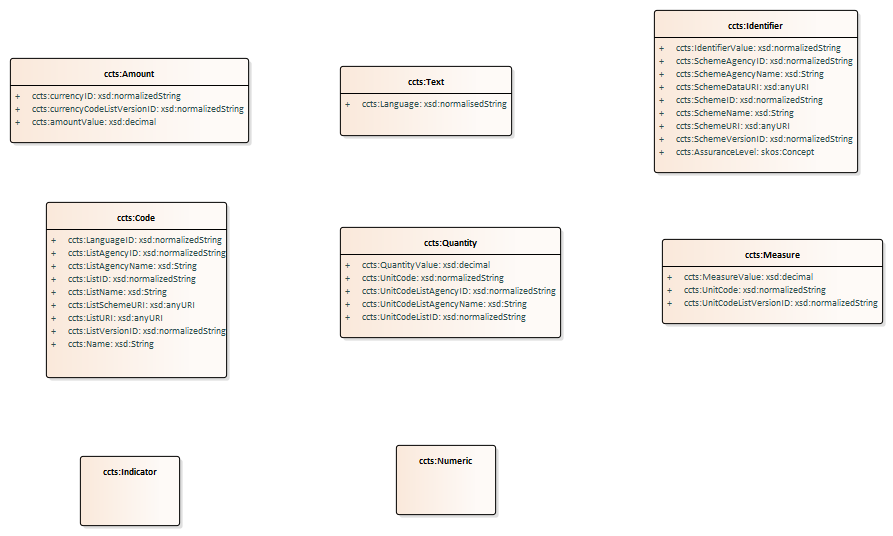 ccts:Amount
+ ccts:currencyID: xsd:normalizedString
+ ccts:currencyCodeListVersionID: xsd:normalizedString
+ ccts:amountValue: xsd:decimal
ccts:Text
+ ccts:Language: xsd:normalisedString
ccts:Identifier
+ ccts:IdentifierValue: xsd:normalizedString
+ ccts:SchemeAgencyID: xsd:normalizedString
+ ccts:SchemeAgencyName: xsd:String
+ ccts:SchemeDataURI: xsd:anyURI
+ ccts:SchemeID: xsd:normalizedString
+ ccts:SchemeName: xsd:String
+ ccts:SchemeURI: xsd:anyURI
+ ccts:SchemeVersionID: xsd:normalizedString
+ ccts:AssuranceLevel: skos:Concept
ccts:Code
+ ccts:LanguageID: xsd:normalizedString
+ ccts:ListAgencyID: xsd:normalizedString
+ ccts:ListAgencyName: xsd:String
+ ccts:ListID: xsd:normalizedString
+ ccts:ListName: xsd:String
+ ccts:ListSchemeURI: xsd:anyURI
+ ccts:ListURI: xsd:anyURI
+ ccts:ListVersionID: xsd:normalizedString
+ ccts:Name: xsd:String
ccts:Quantity
+ ccts:QuantityValue: xsd:decimal
+ ccts:UnitCode: xsd:normalizedString
+ ccts:UnitCodeListAgencyID: xsd:normalizedString
+ ccts:UnitCodeListAgencyName: xsd:String
+ ccts:UnitCodeListID: xsd:normalizedString
ccts:Measure
+ ccts:MeasureValue: xsd:decimal
+ ccts:UnitCode: xsd:normalizedString
+ ccts:UnitCodeListVersionID: xsd:normalizedString
ccts:Indicator
ccts:Numeric